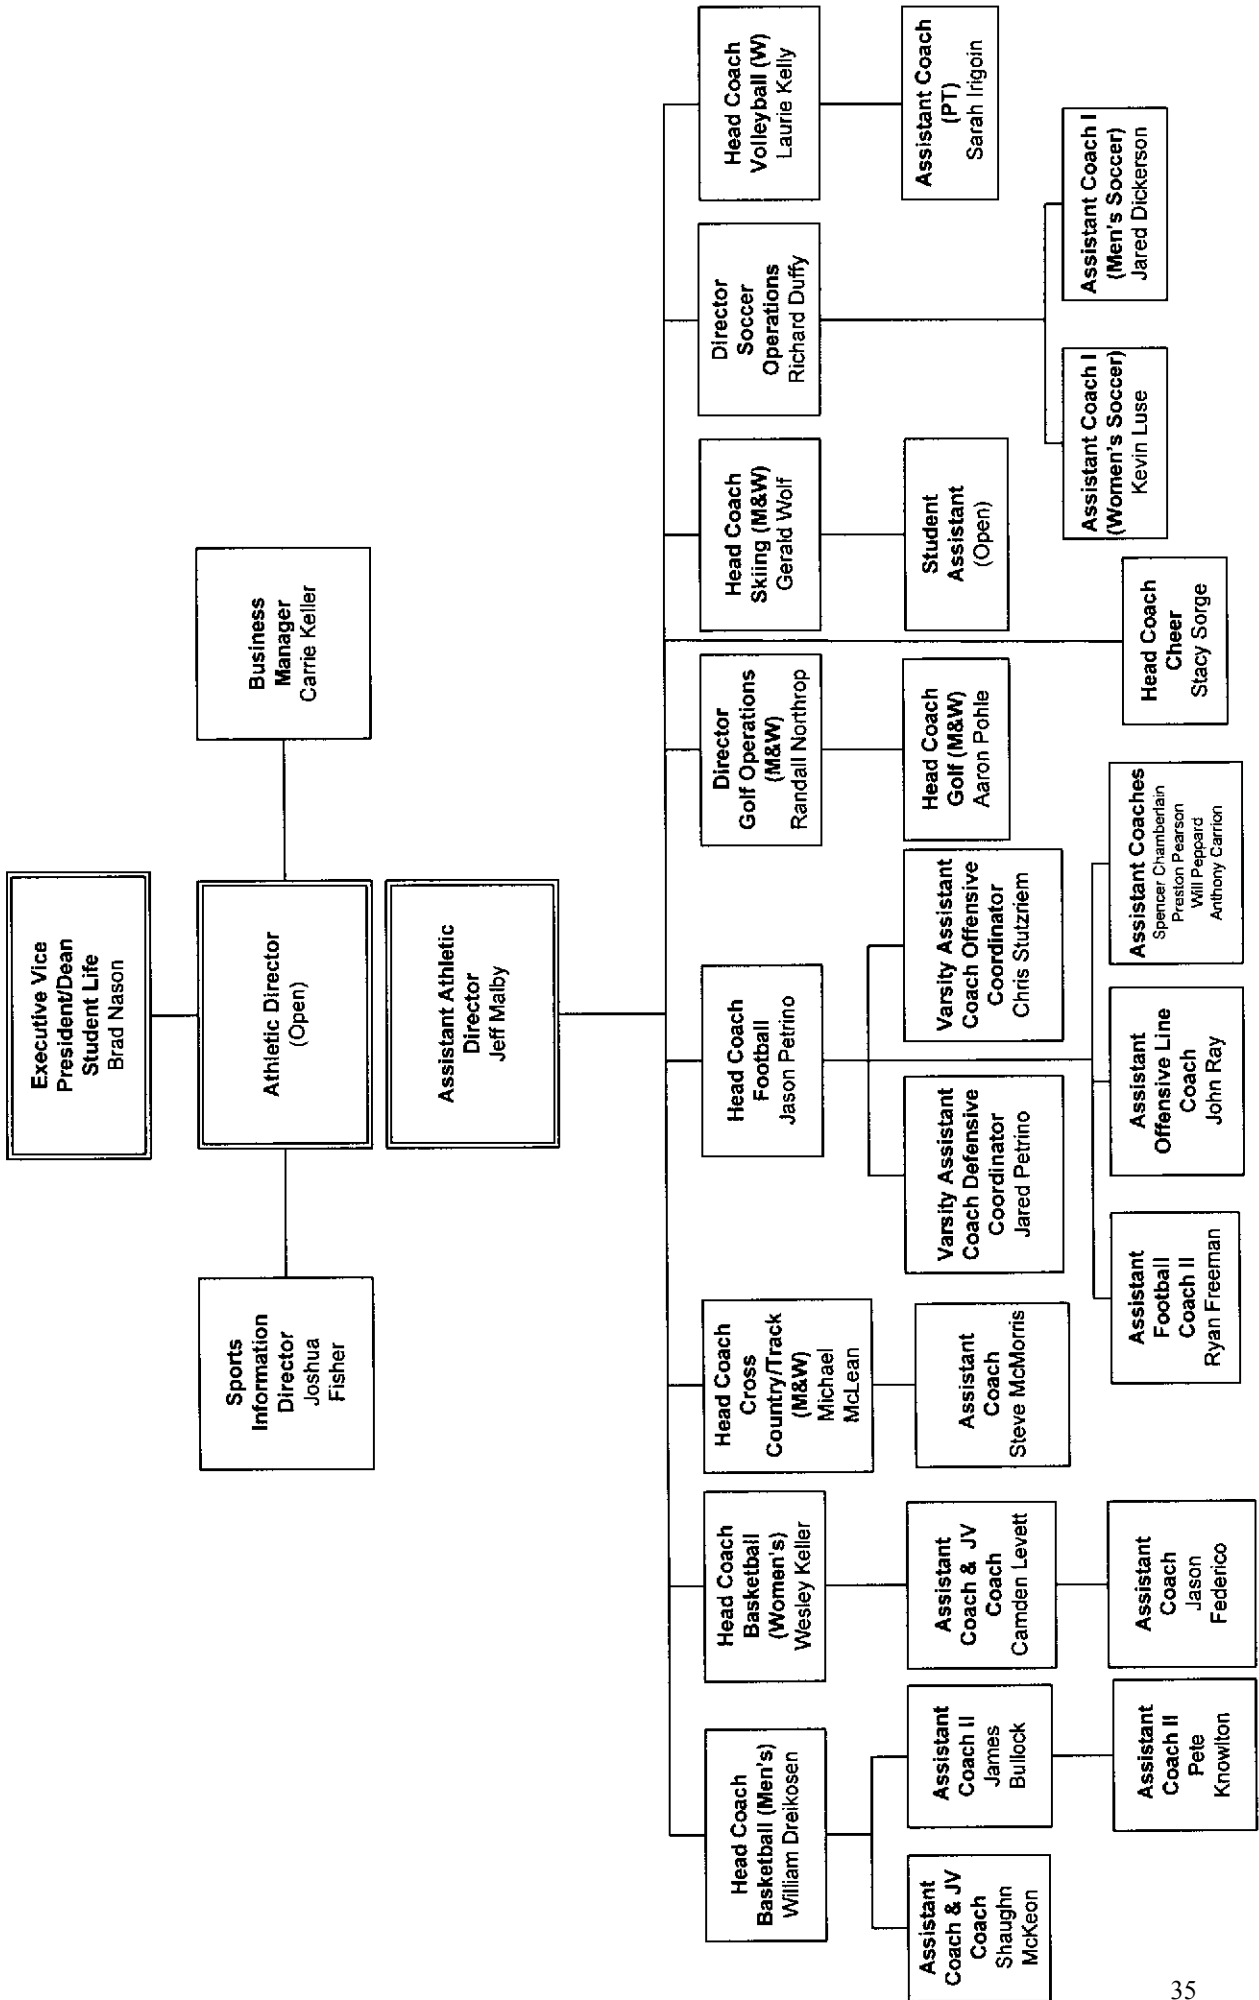 Executive Vice
President/Dean
Student Life
Brad Nason
Sports
Information
Director
Joshua
Fisher
Athletic Director
(Open)
Business
Manager
Carrie Keller
Assistant Athletic
Director
Jeff Malby
Head Coach
Basketball (Men's)
William Dreikosen
Head Coach
Basketball
(Women's)
Wesley Keller
Head Coach
Cross
Country/Track
(M&W)
Michael
McLean
Head Coach
Football
Jason Petrino
Director
Golf Operations
(M&W)
Randall Northrop
Head Coach
Skiing (M&W)
Gerald Wolf
Director
Soccer
Operations
Richard Duffy
Head Coach
Volleyball (W)
Laurie Kelly
Assistant
Coach & JV
Coach
Shaughn
McKeon
Assistant
Coach II
James
Bullock
Assistant
Coach & JV
Coach
Camden Levett
Assistant
Coach
Steve McMorris
Varsity Assistant
Coach Defensive
Coordinator
Jared Petrino
Varsity Assistant
Coach Offensive
Coordinator
Chris Stutzriem
Head Coach
Golf (M&W)
Aaron Pohle
Student
Assistant
(Open)
Assistant Coach
(PT)
Sarah Irigoin
Assistant Coach I
(Women's Soccer)
Kevin Luse
Assistant Coach I
(Men's Soccer)
Jared Dickerson
Assistant
Coach II
Pete
Knowlton
Assistant
Coach
Jason
Federico
Assistant
Football
Coach II
Ryan Freeman
Assistant
Offensive Line
Coach
John Ray
Assistant Coaches
Spencer Chamberlain
Preston Pearson
Will Peppard
Anthony Carrion
Head Coach
Cheer
Stacy Sorge
35